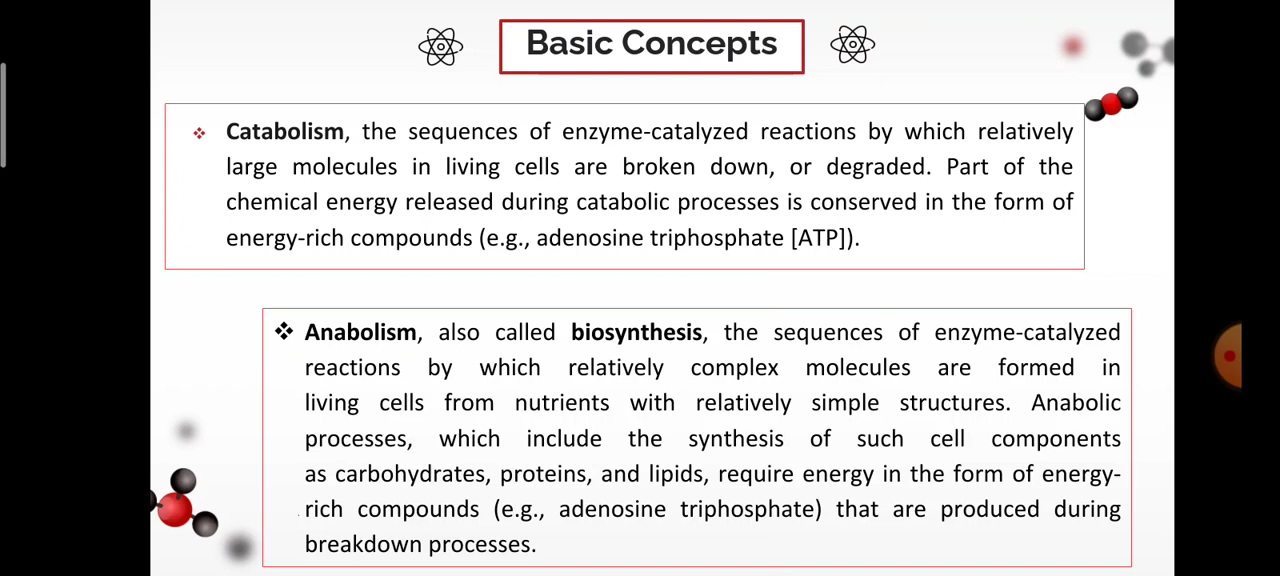 Basic Concepts
❖ Catabolism, the sequences of enzyme-catalyzed reactions by which relatively
large molecules in living cells are broken down, or degraded. Part of the
chemical energy released during catabolic processes is conserved in the form of
energy-rich compounds (e.g., adenosine triphosphate [ATP]).
❖ Anabolism, also called biosynthesis, the sequences of enzyme-catalyzed
reactions by which relatively complex molecules are formed in
living cells from nutrients with relatively simple structures. Anabolic
processes, which include the synthesis of such cell components
as carbohydrates, proteins, and lipids, require energy in the form of energy-
rich compounds (e.g., adenosine triphosphate) that are produced during
breakdown processes.